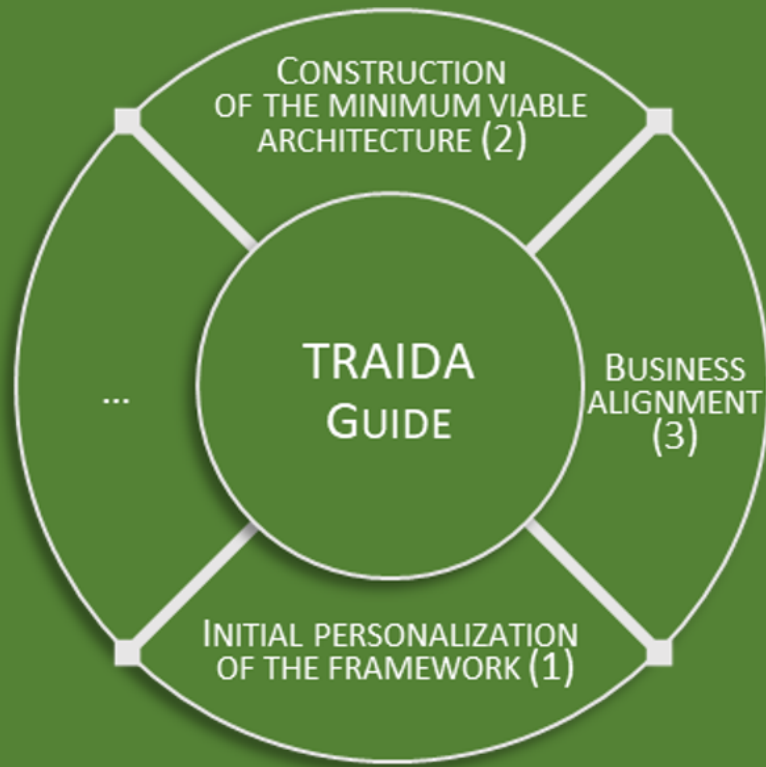 CONSTRUCTION
OF THE MINIMUM VIABLE
ARCHITECTURE (2)
TRAIDA
GUIDE
...
BUSINESS
ALIGNMENT
(3)
INITIAL PERSONALIZATION
OF THE FRAMEWORK (1)